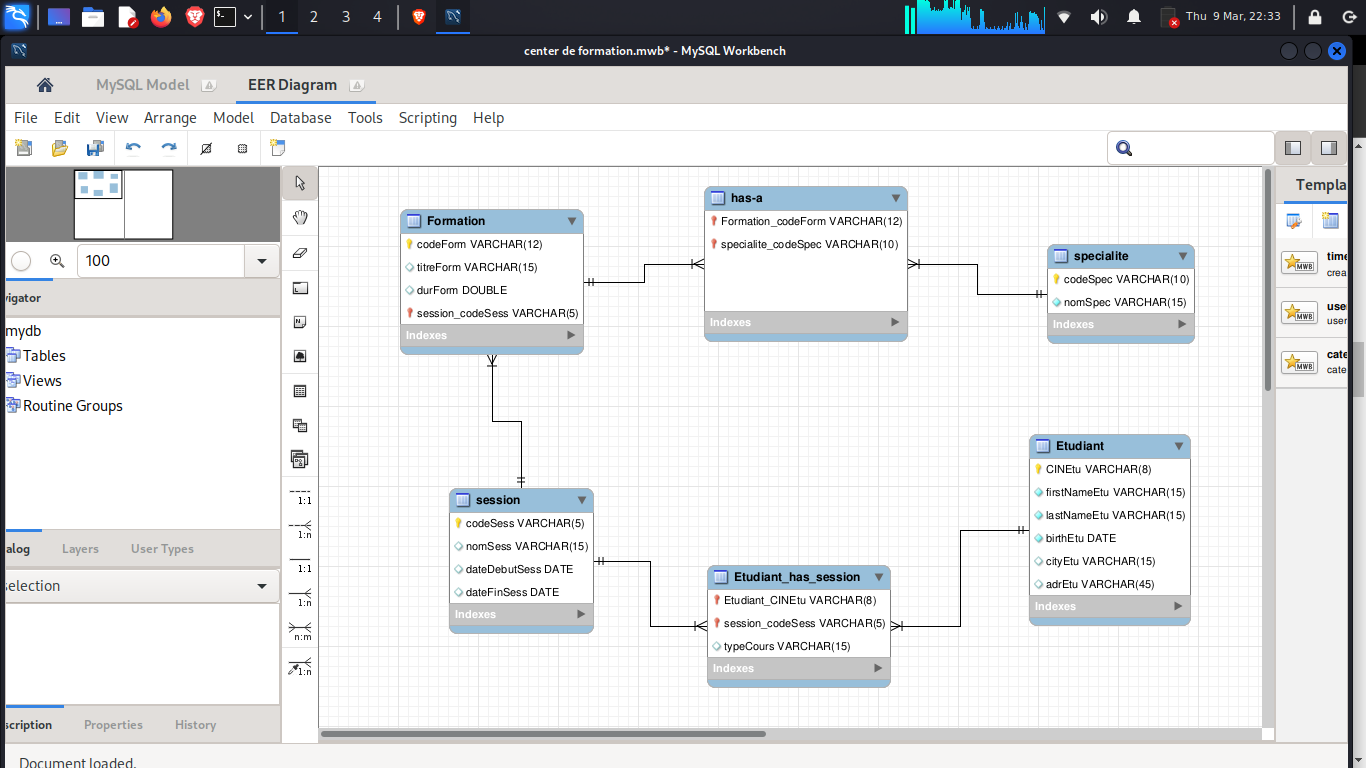 1 2 3 4
Thu 9 Mar, 22:33
center de formation.mwb* - MySQL Workbench
MySQL Model
EER Diagram
File Edit View Arrange Model Database Tools Scripting Help
100
vigator
mydb
Tables
Views
Routine Groups
alog Layers User Types
selection
scription Properties History
Document loaded.
1:1
1:n
1:1
1:n
n:m
1:n
Formation
codeForm VARCHAR(12)
titreForm VARCHAR(15)
durForm DOUBLE
session_codeSess VARCHAR(5)
Indexes
has-a
Formation_codeForm VARCHAR(12)
specialite_codeSpec VARCHAR(10)
Indexes
specialite
codeSpec VARCHAR(10)
nomSpec VARCHAR(15)
Indexes
session
codeSess VARCHAR(5)
nomSess VARCHAR(15)
dateDebutSess DATE
dateFinSess DATE
Indexes
Etudiant_has_session
Etudiant_CINEtu VARCHAR(8)
session_codeSess VARCHAR(5)
typeCours VARCHAR(15)
Indexes
Etudiant
CINEtu VARCHAR(8)
firstNameEtu VARCHAR(15)
lastNameEtu VARCHAR(15)
birthEtu DATE
cityEtu VARCHAR(15)
adrEtu VARCHAR(45)
Indexes
Templa
MWB
time
crea
MWB
user
user
MWB
cate
cate